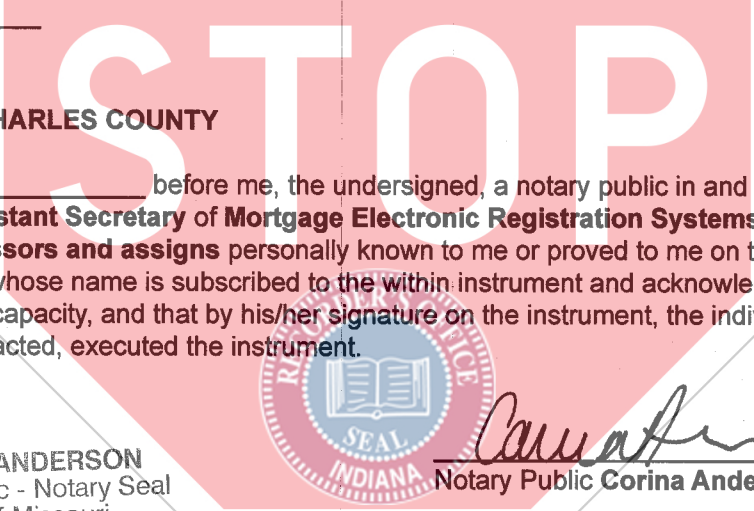 STOP
HARLES COUNTY
before me, the undersigned, a notary public in and
stant Secretary of Mortgage Electronic Registration Systems
ssors and assigns personally known to me or proved to me on t
whose name is subscribed to the within instrument and acknowle
capacity, and that by his/her signature on the instrument, the indi
acted, executed the instrument.
RECORDER'S OFFICE
SEAL
INDIANA
ANDERSON
c - Notary Seal
Missouri
Notary Public Corina Ande